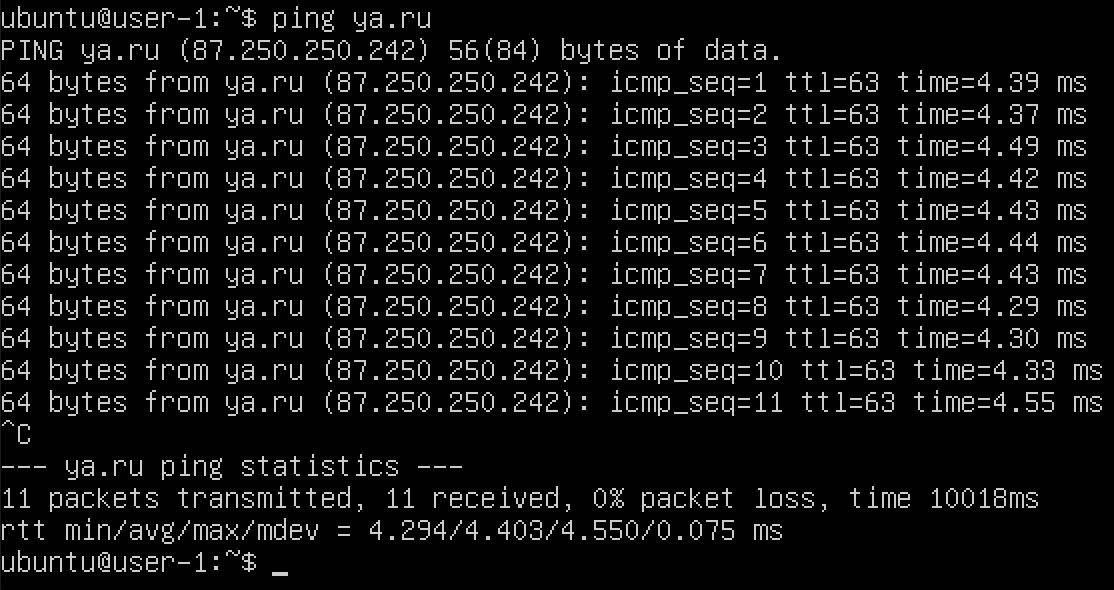 ubuntu@user-1:~$ ping ya.ru
PING ya.ru (87.250.250.242) 56(84) bytes of data.
64 bytes from ya.ru (87.250.250.242): icmp_seq=1 ttl=63 time=4.39 ms
64 bytes from ya.ru (87.250.250.242): icmp_seq=2 ttl=63 time=4.37 ms
64 bytes from ya.ru (87.250.250.242): icmp_seq=3 ttl=63 time=4.49 ms
64 bytes from ya.ru (87.250.250.242): icmp_seq=4 ttl=63 time=4.42 ms
64 bytes from ya.ru (87.250.250.242): icmp_seq=5 ttl=63 time=4.43 ms
64 bytes from ya.ru (87.250.250.242): icmp_seq=6 ttl=63 time=4.44 ms
64 bytes from ya.ru (87.250.250.242): icmp_seq=7 ttl=63 time=4.43 ms
64 bytes from ya.ru (87.250.250.242): icmp_seq=8 ttl=63 time=4.29 ms
64 bytes from ya.ru (87.250.250.242): icmp_seq=9 ttl=63 time=4.30 ms
64 bytes from ya.ru (87.250.250.242): icmp_seq=10 ttl=63 time=4.33 ms
64 bytes from ya.ru (87.250.250.242): icmp_seq=11 ttl=63 time=4.55 ms
^C
--- ya.ru ping statistics ---
11 packets transmitted, 11 received, 0% packet loss, time 10018ms
rtt min/avg/max/mdev = 4.294/4.403/4.550/0.075 ms
ubuntu@user-1:~$ _